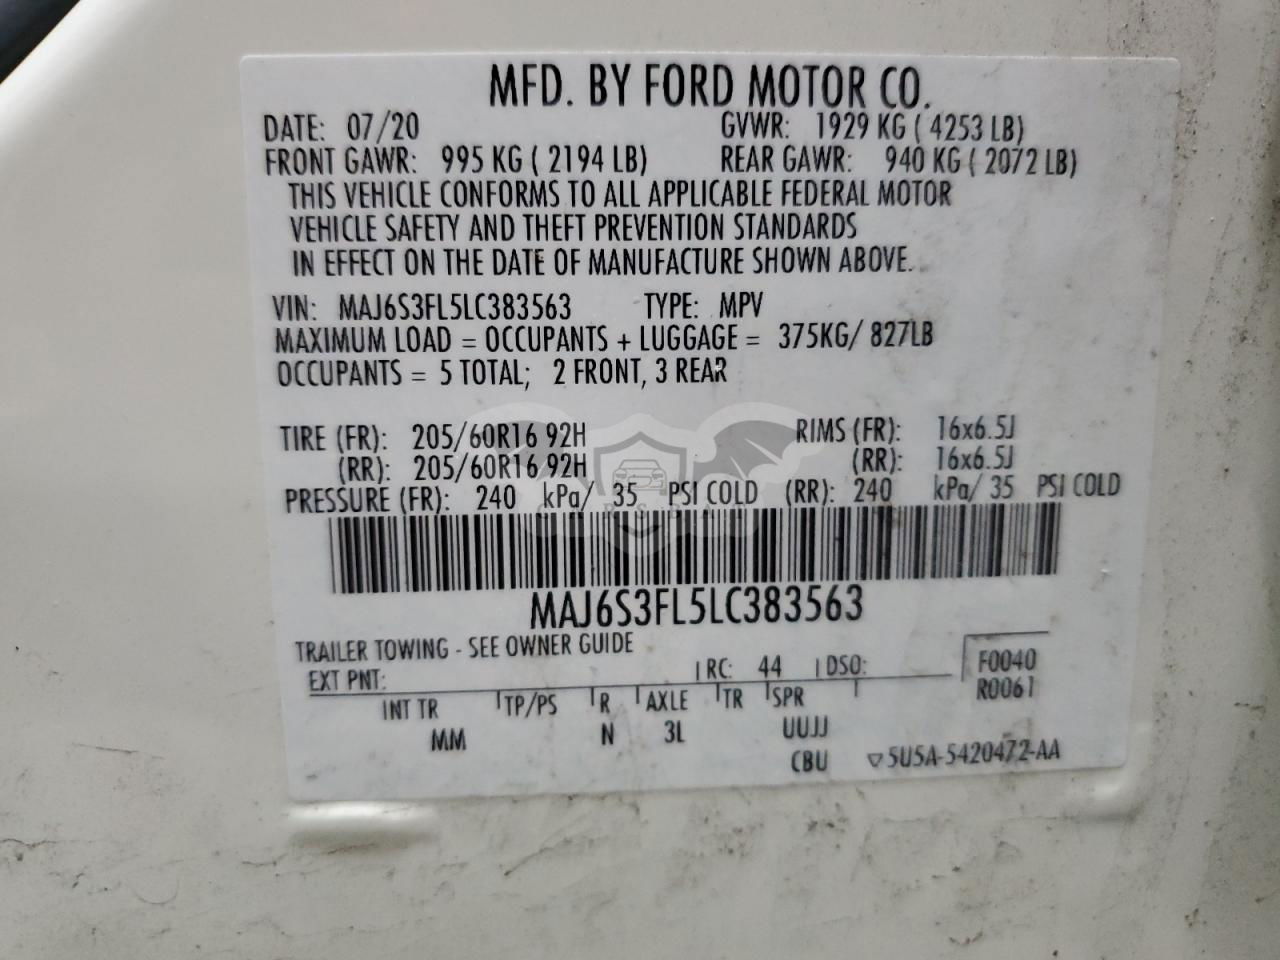 MFD. BY FORD MOTOR CO.
DATE: 07/20 GVWR: 1929 KG ( 4253 LB)
FRONT GAWR: 995 KG ( 2194 LB) REAR GAWR: 940 KG ( 2072 LB)
THIS VEHICLE CONFORMS TO ALL APPLICABLE FEDERAL MOTOR
VEHICLE SAFETY AND THEFT PREVENTION STANDARDS
IN EFFECT ON THE DATE OF MANUFACTURE SHOWN ABOVE.
VIN: MAJ6S3FL5LC383563 TYPE: MPV
MAXIMUM LOAD = OCCUPANTS + LUGGAGE = 375KG/ 827LB
OCCUPANTS = 5 TOTAL; 2 FRONT, 3 REAR
TIRE (FR): 205/60R16 92H RIMS (FR): 16x6.5J
(RR): 205/60R16 92H (RR): 16x6.5J
PRESSURE (FR): 240 kPa/ 35 PSI COLD (RR): 240 kPa/ 35 PSI COLD
MAJ6S3FL5LC383563
TRAILER TOWING - SEE OWNER GUIDE
EXT PNT: RC: 44 DSO: F0040
R0061
INT TR TP/PS R AXLE TR SPR
MM N 3L UUJJ
CBU ▽5U5A-5420472-AA